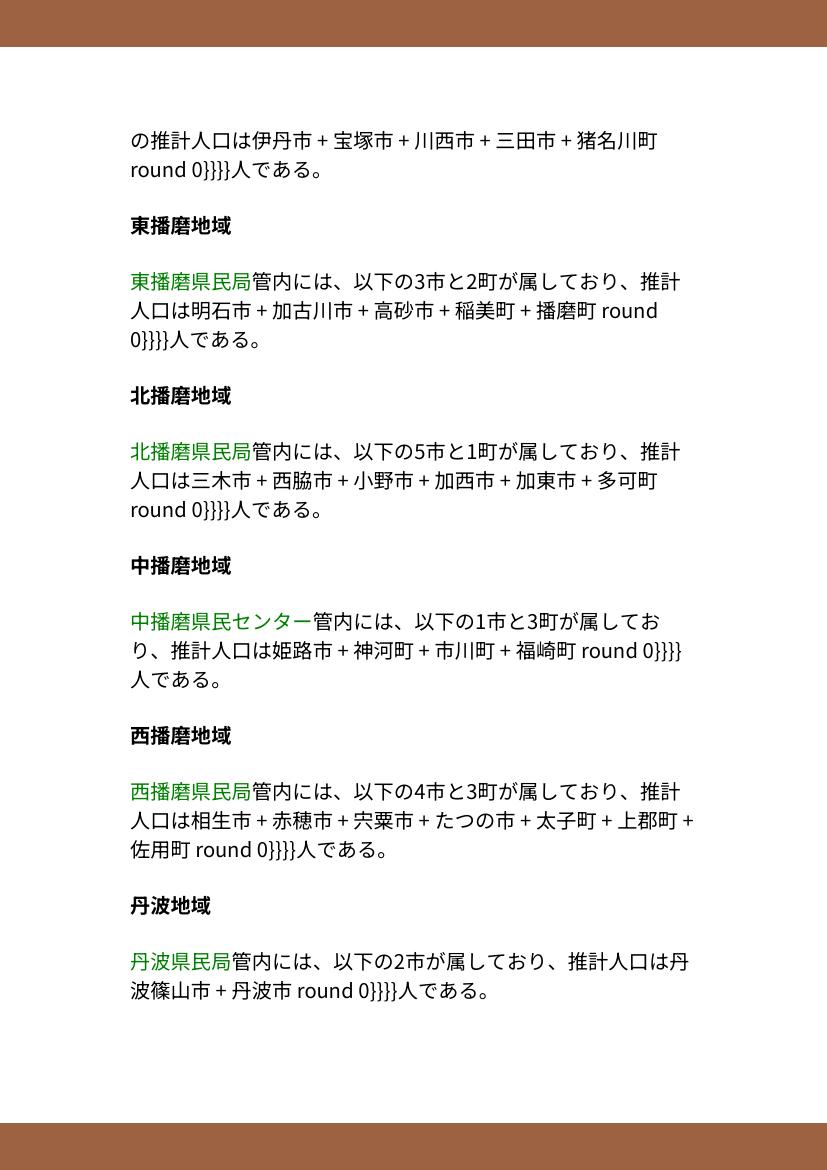 の推計人口は伊丹市 + 宝塚市 + 川西市 + 三田市 + 猪名川町
round 0}}}}人である。
東播磨地域
東播磨県民局管内には、以下の3市と2町が属しており、推計
人口は明石市 + 加古川市 + 高砂市 + 稲美町 + 播磨町 round
0}}}}人である。
北播磨地域
北播磨県民局管内には、以下の5市と1町が属しており、推計
人口は三木市 + 西脇市 + 小野市 + 加西市 + 加東市 + 多可町
round 0}}}}人である。
中播磨地域
中播磨県民センター管内には、以下の1市と3町が属してお
り、推計人口は姫路市 + 神河町 + 市川町 + 福崎町 round 0}}}}
人である。
西播磨地域
西播磨県民局管内には、以下の4市と3町が属しており、推計
人口は相生市 + 赤穂市 + 宍粟市 + たつの市 + 太子町 + 上郡町 +
佐用町 round 0}}}}人である。
丹波地域
丹波県民局管内には、以下の2市が属しており、推計人口は丹
波篠山市 + 丹波市 round 0}}}}人である。